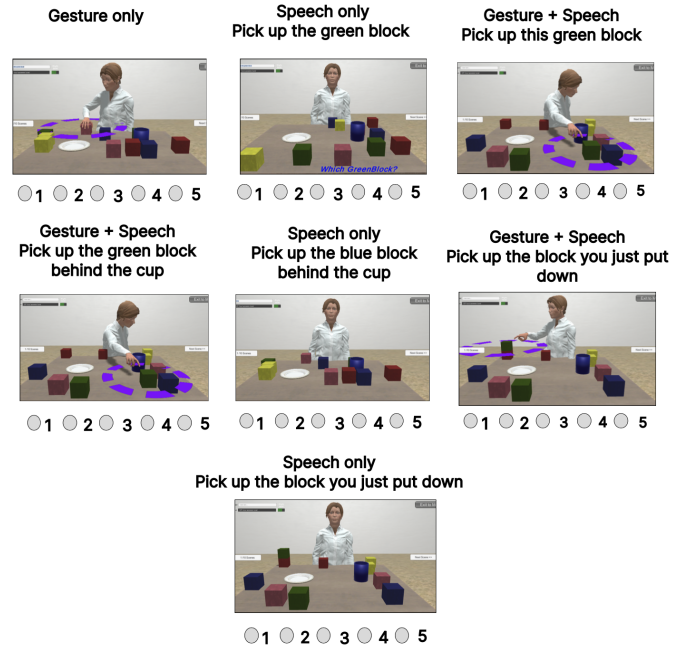 Gesture only
Speech only
Pick up the green block
Gesture + Speech
Pick up this green block
Which GreenBlock?
1 2 3 4 5
1 2 3 4 5
1 2 3 4 5
Gesture + Speech
Pick up the green block
behind the cup
Speech only
Pick up the blue block
behind the cup
Gesture + Speech
Pick up the block you just put
down
1 2 3 4 5
1 2 3 4 5
1 2 3 4 5
Speech only
Pick up the block you just put down
1 2 3 4 5